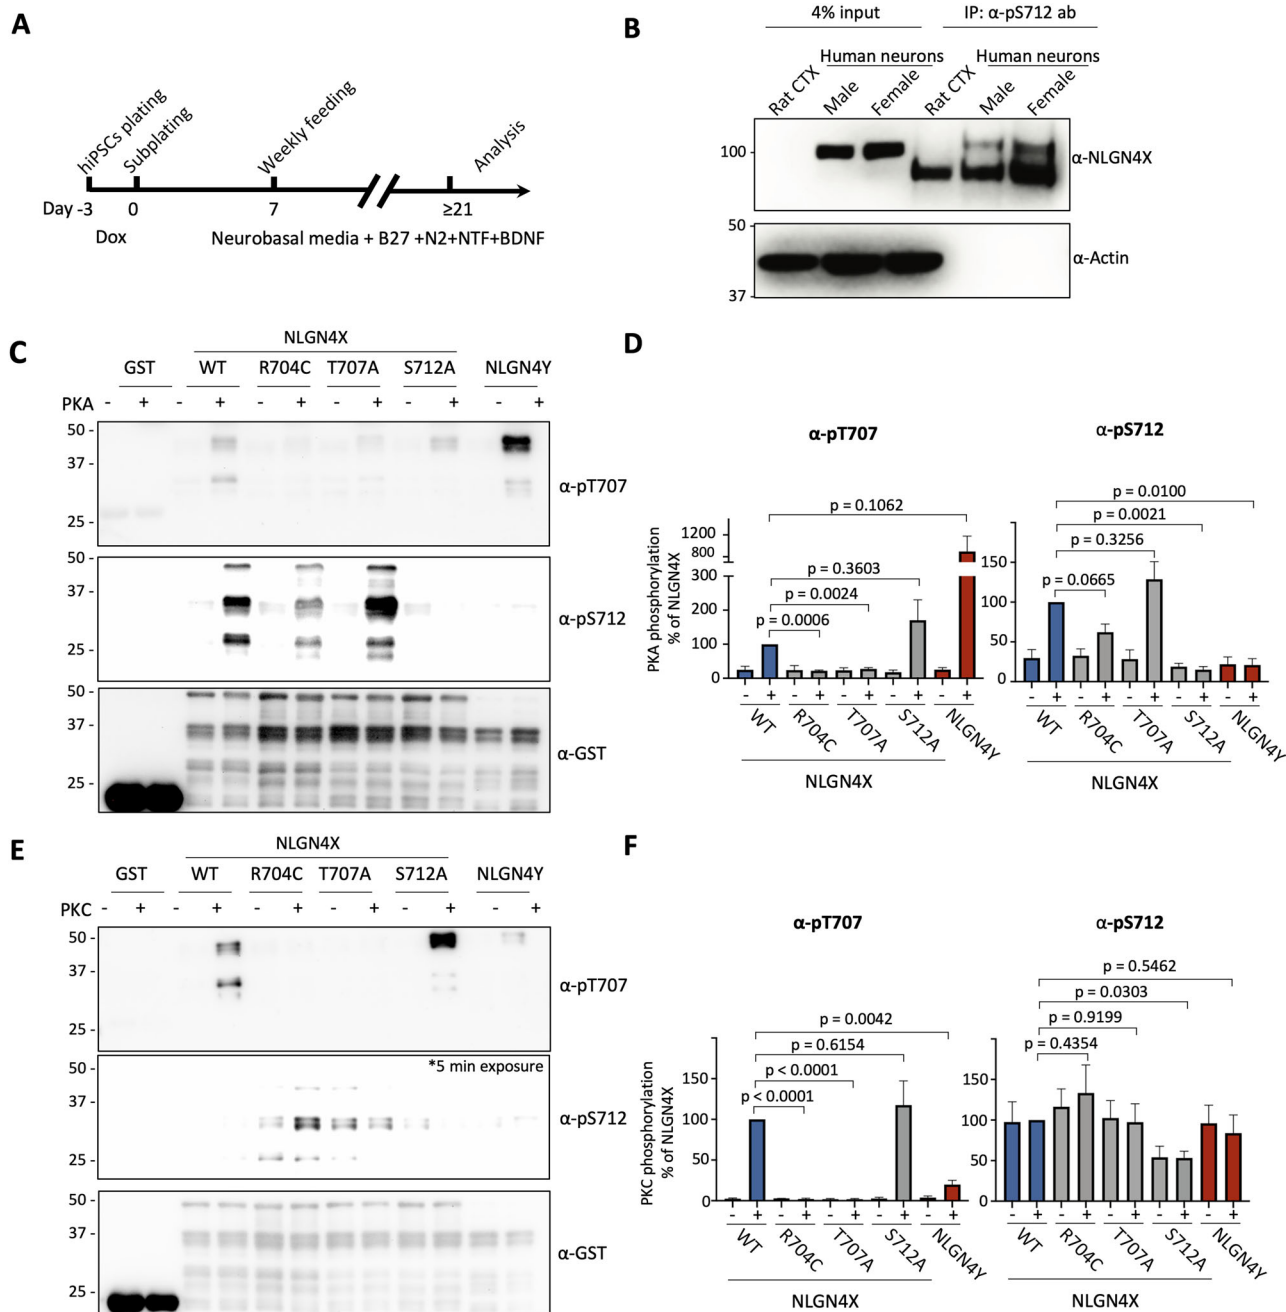 A
hiPSCs plating
Subplating
Weekly feeding
Analysis
Day -3 0 7 ≥21
Dox Neurobasal media + B27 +N2+NTF+BDNF
B
4% input IP: α-pS712 ab
Human neurons Human neurons
Rat CTX Male Female Rat CTX Male Female
100 -
α-NLGN4X
50 -
α-Actin
37 -
C
NLGN4X
GST WT R704C T707A S712A NLGN4Y
PKA - + - + - + - + - + - +
50 -
37 -
α-pT707
25 -
50 -
37 -
α-pS712
25 -
50 -
37 -
α-GST
25 -
D
α-pT707 α-pS712
PKA phosphorylation
% of NLGN4X
1200
800
300
200
100
0
p = 0.1062
p = 0.3603
p = 0.0024
p = 0.0006
- + - + - + - + - +
WT R704C T707A S712A NLGN4Y
NLGN4X
150
100
50
0
p = 0.0100
p = 0.0021
p = 0.3256
p = 0.0665
- + - + - + - + - +
WT R704C T707A S712A NLGN4Y
NLGN4X
E
NLGN4X
GST WT R704C T707A S712A NLGN4Y
PKC - + - + - + - + - + - +
50 -
37 -
α-pT707
25 -
50 -
*5 min exposure
37 -
α-pS712
25 -
50 -
37 -
α-GST
25 -
F
α-pT707 α-pS712
PKC phosphorylation
% of NLGN4X
150
100
50
0
p = 0.0042
p = 0.6154
p < 0.0001
p < 0.0001
- + - + - + - + - +
WT R704C T707A S712A NLGN4Y
NLGN4X
150
100
50
0
p = 0.5462
p = 0.0303
p = 0.9199
p = 0.4354
- + - + - + - + - +
WT R704C T707A S712A NLGN4Y
NLGN4X